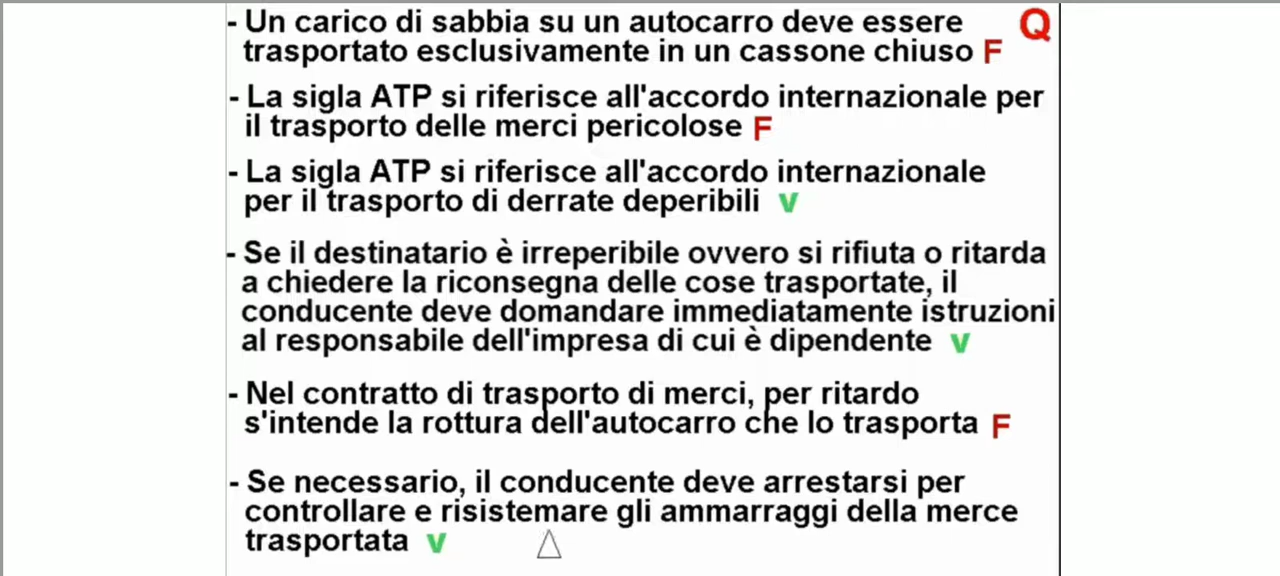 - Un carico di sabbia su un autocarro deve essere Q
trasportato esclusivamente in un cassone chiuso F
- La sigla ATP si riferisce all'accordo internazionale per
il trasporto delle merci pericolose F
- La sigla ATP si riferisce all'accordo internazionale
per il trasporto di derrate deperibili V
- Se il destinatario è irreperibile ovvero si rifiuta o ritarda
a chiedere la riconsegna delle cose trasportate, il
conducente deve domandare immediatamente istruzioni
al responsabile dell'impresa di cui è dipendente V
- Nel contratto di trasporto di merci, per ritardo
s'intende la rottura dell'autocarro che lo trasporta F
- Se necessario, il conducente deve arrestarsi per
controllare e risistemare gli ammarraggi della merce
trasportata V